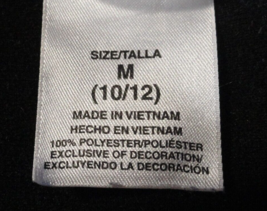 SIZE/TALLA
M
(10/12)
MADE IN VIETNAM
HECHO EN VIETNAM
100% POLYESTER/POLIÉSTER
EXCLUSIVE OF DECORATION/
EXCLUYENDO LA DECORACIÓN